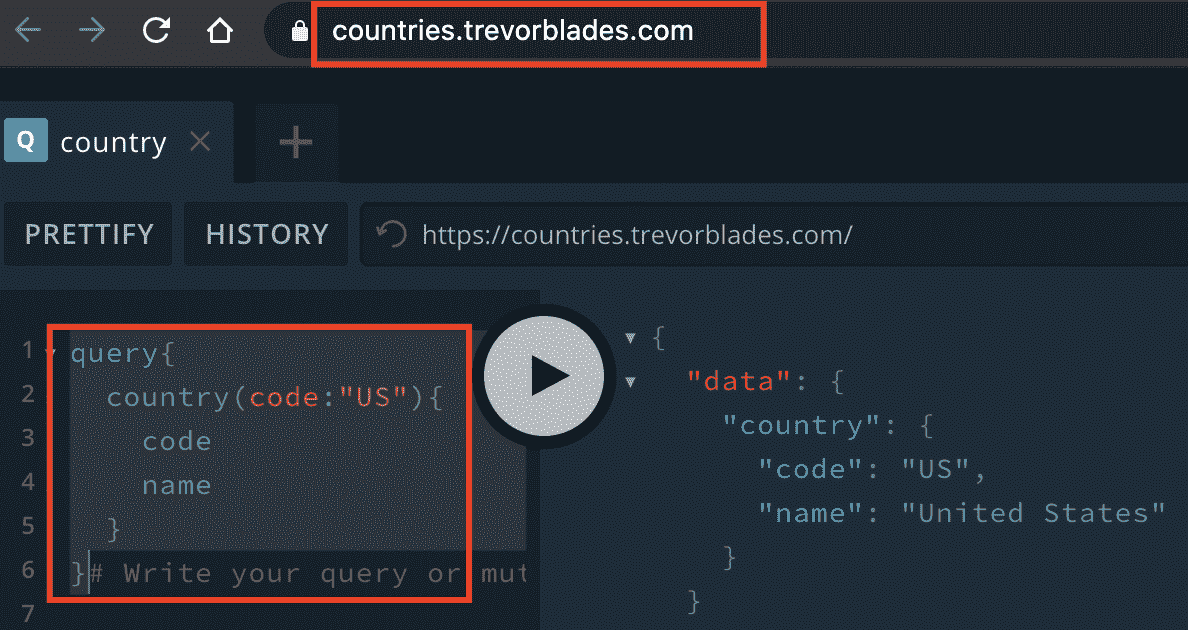 countries.trevorblades.com
Q country
PRETTIFY HISTORY https://countries.trevorblades.com/
1 query{
2 country(code:"US"){
3 code
4 name
5 }
6 }# Write your query or mut
7
{
"data": {
"country": {
"code": "US",
"name": "United States"
}
}